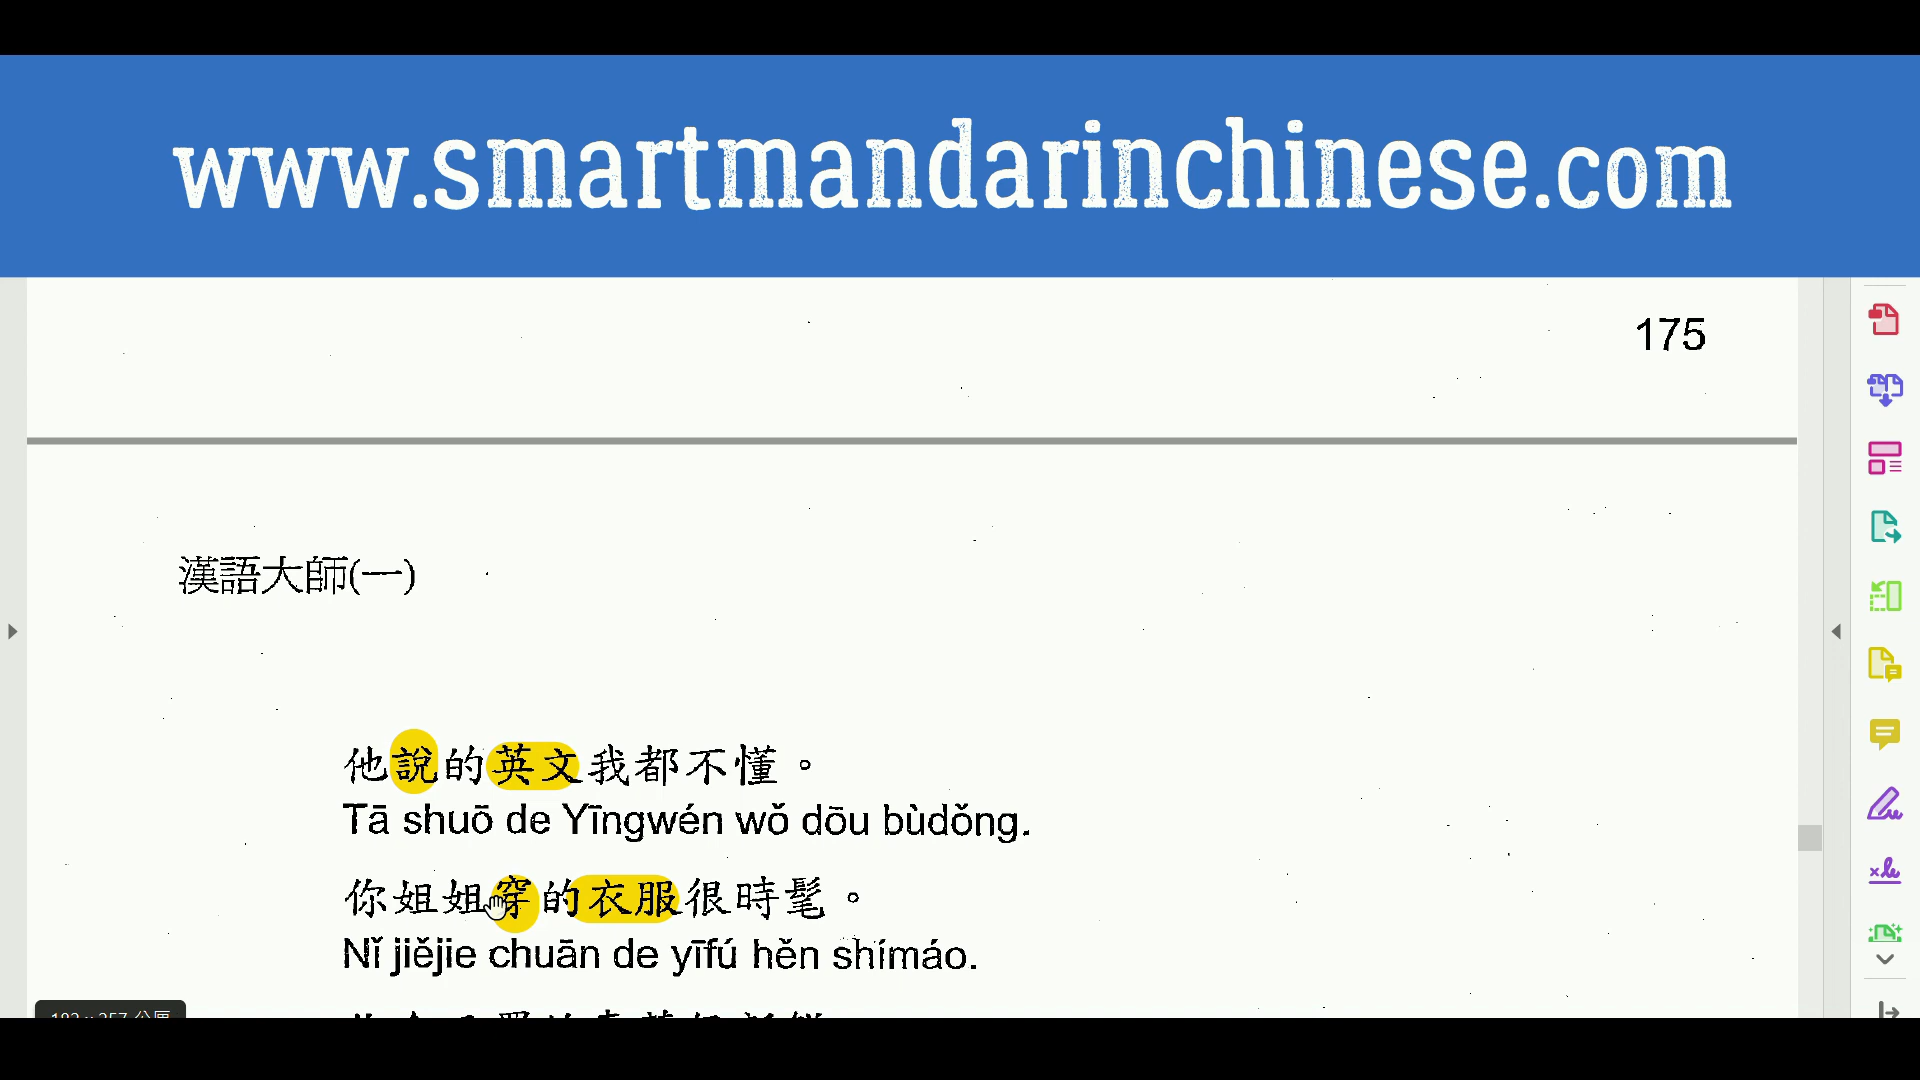 www.smartmandarinchinese.com
175
漢語大師(一)
他說的英文我都不懂。
Tā shuō de Yīngwén wǒ dōu bùdǒng.
你姐姐穿的衣服很時髦。
Nǐ jiějie chuān de yīfú hěn shímáo.